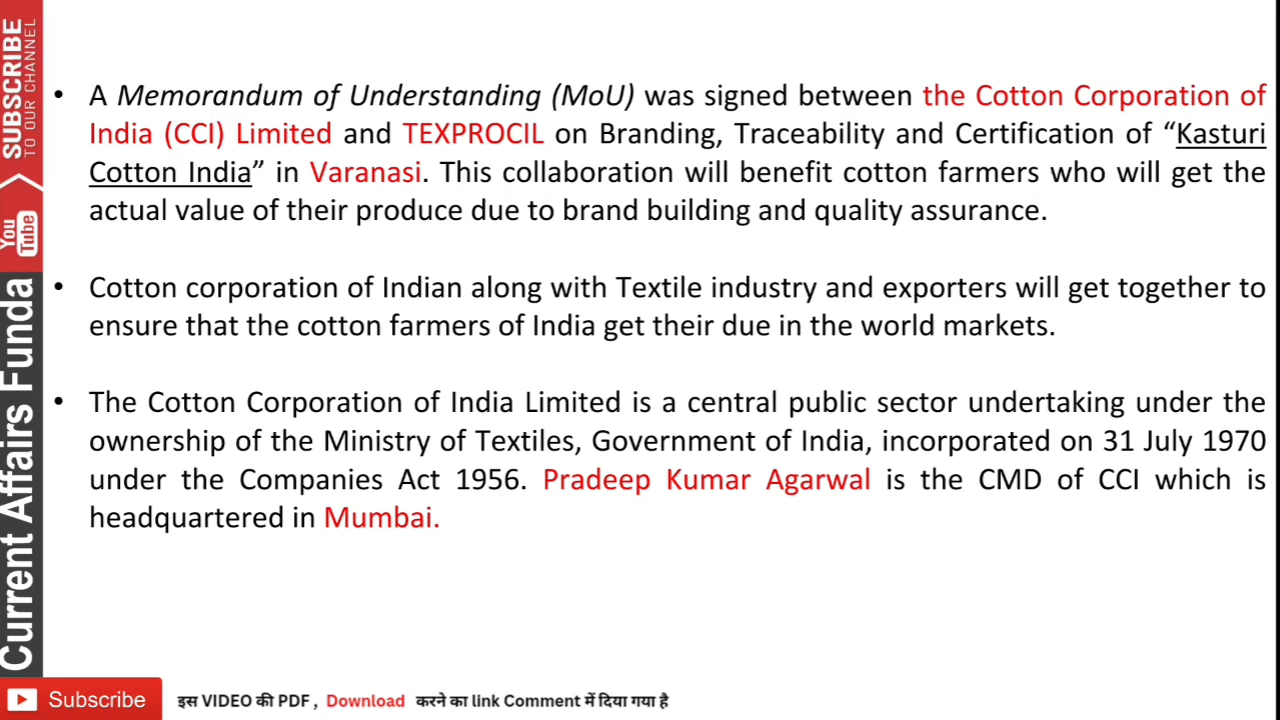 SUBSCRIBE
TO OUR CHANNEL
You
Tube
Current Affairs Funda
• A Memorandum of Understanding (MoU) was signed between the Cotton Corporation of
India (CCI) Limited and TEXPROCIL on Branding, Traceability and Certification of “Kasturi
Cotton India” in Varanasi. This collaboration will benefit cotton farmers who will get the
actual value of their produce due to brand building and quality assurance.
• Cotton corporation of Indian along with Textile industry and exporters will get together to
ensure that the cotton farmers of India get their due in the world markets.
• The Cotton Corporation of India Limited is a central public sector undertaking under the
ownership of the Ministry of Textiles, Government of India, incorporated on 31 July 1970
under the Companies Act 1956. Pradeep Kumar Agarwal is the CMD of CCI which is
headquartered in Mumbai.
Subscribe
इस VIDEO की PDF , Download करने का link Comment में दिया गया है